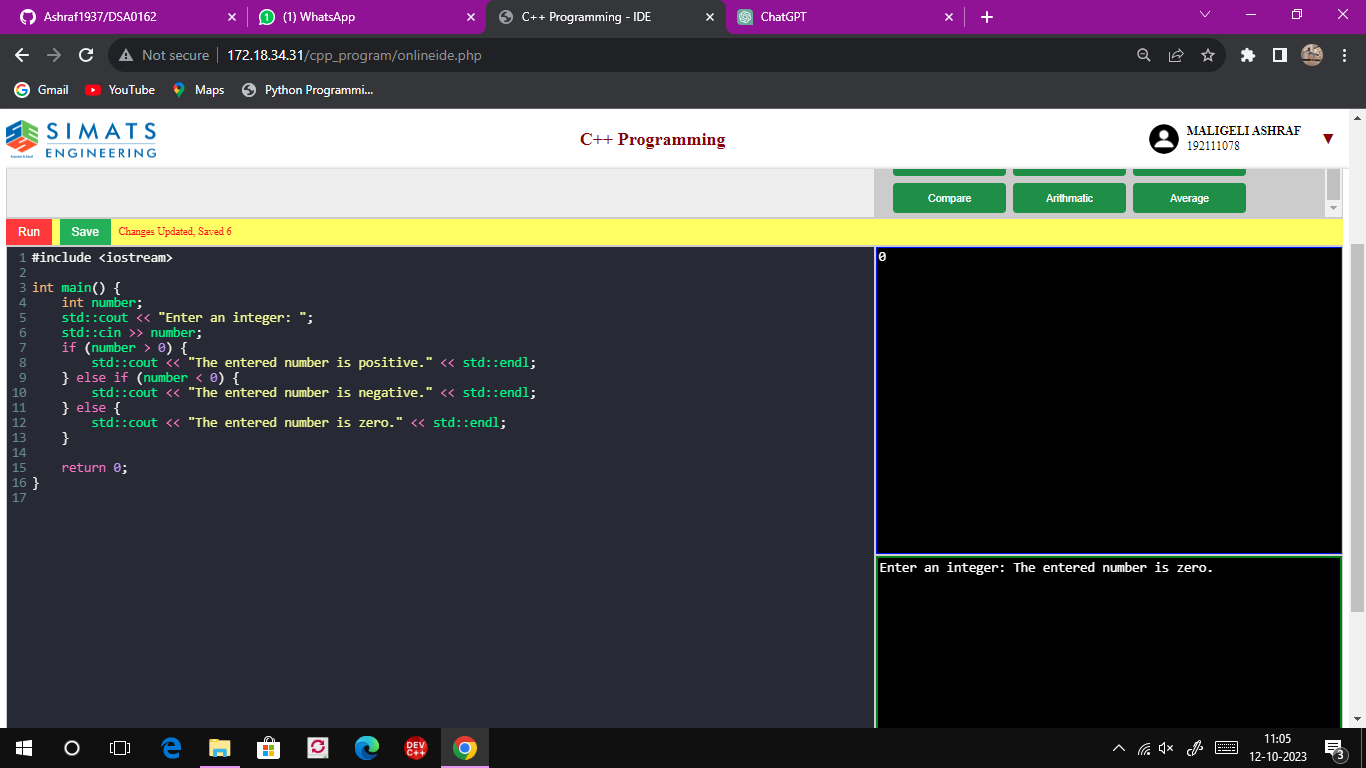 Ashraf1937/DSA0162
(1) WhatsApp
C++ Programming - IDE
ChatGPT
Not secure
172.18.34.31/cpp_program/onlineide.php
Gmail
YouTube
Maps
Python Programmi...
SIMATS
ENGINEERING
C++ Programming
MALIGELI ASHRAF
192111078
Compare
Arithmatic
Average
Run
Save
Changes Updated, Saved 6
1 #include <iostream>
2
3 int main() {
4     int number;
5     std::cout << "Enter an integer: ";
6     std::cin >> number;
7     if (number > 0) {
8         std::cout << "The entered number is positive." << std::endl;
9     } else if (number < 0) {
10         std::cout << "The entered number is negative." << std::endl;
11     } else {
12         std::cout << "The entered number is zero." << std::endl;
13     }
14
15     return 0;
16 }
17
0
Enter an integer: The entered number is zero.
DEV
C++
11:05
12-10-2023
3